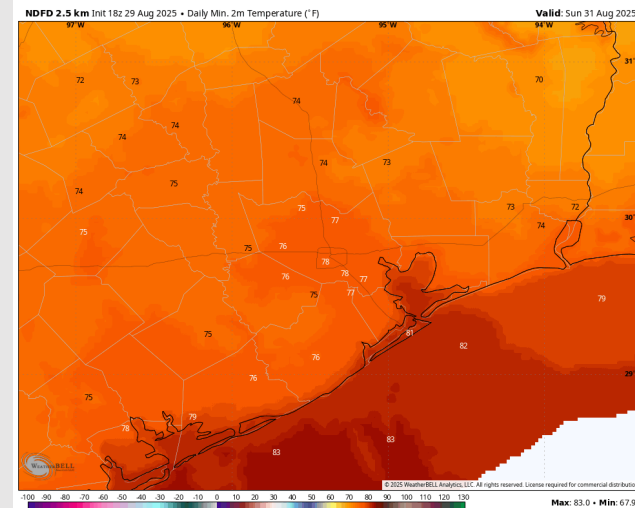 NDFD 2.5 km Init 18z 29 Aug 2025 • Daily Min. 2m Temperature (°F) Valid: Sun 31 Aug 2025
97°W 96°W 95°W 94°W
31°
72 73 70
74
74
74
74 73
74 75
75 73 72
77 74
75 30°
75 76
78
76 78 77
75 77 79
75 81
82
76
29°
76
75
79
78
83
83
WeatherBELL
© 2025 WeatherBELL Analytics, LLC. All rights reserved. License required for commercial distributio
-100 -90 -80 -70 -60 -50 -40 -30 -20 -10 0 10 20 30 40 50 60 70 80 90 100 110 120 130
Max: 83.0 • Min: 67.9